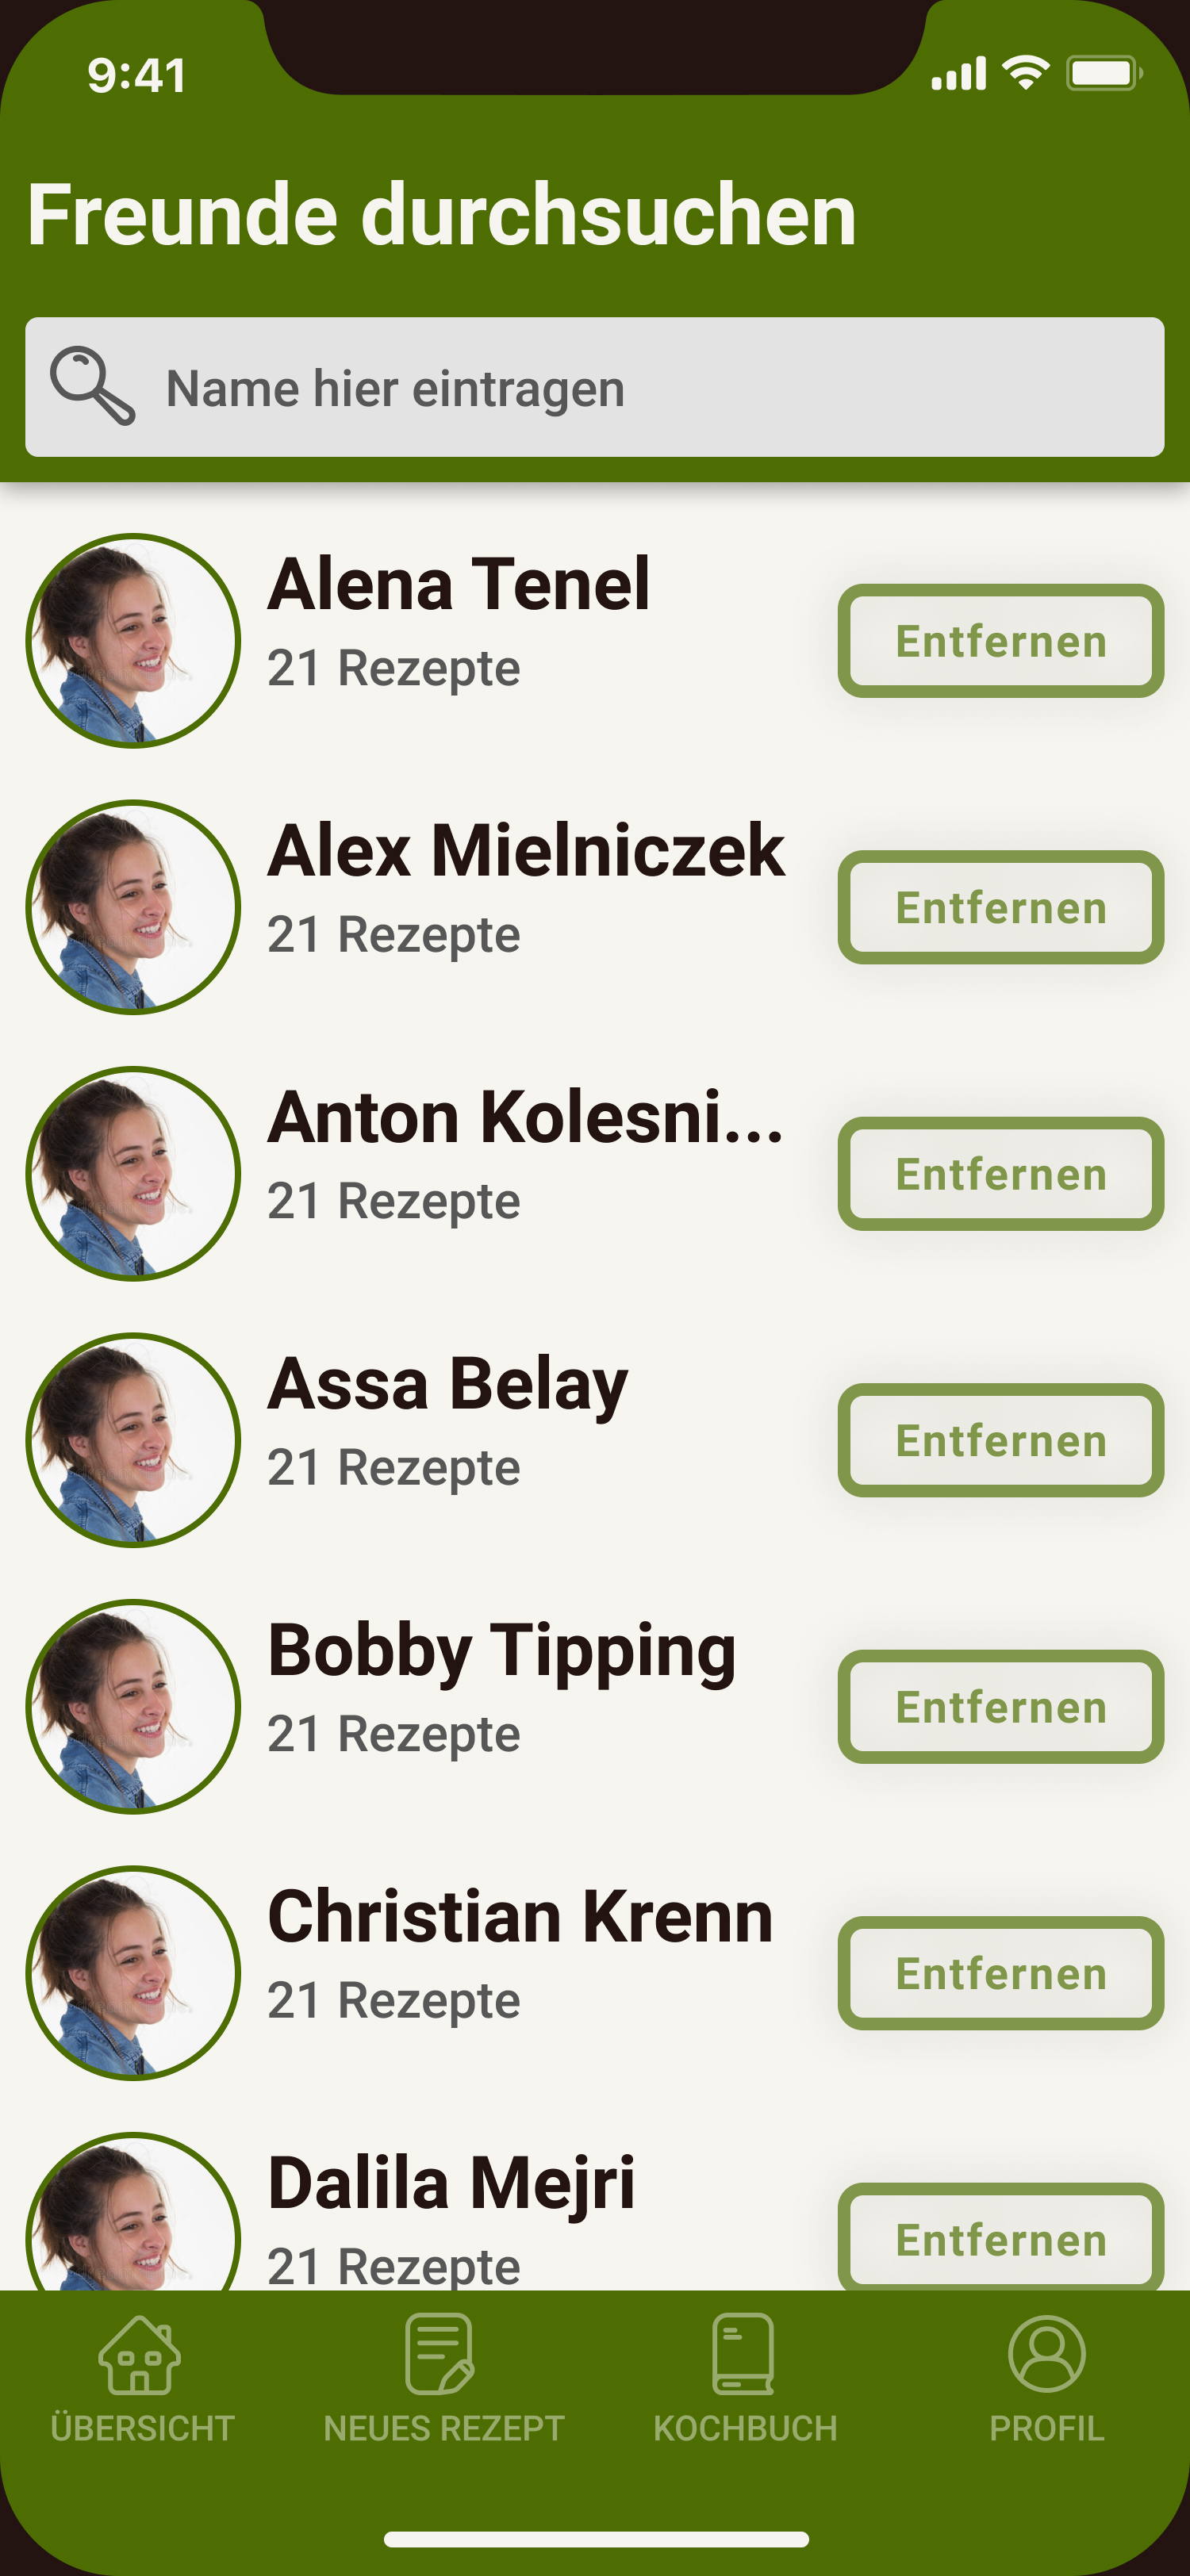 9:41
Freunde durchsuchen
Name hier eintragen
Alena Tenel
21 Rezepte
Entfernen
Alex Mielniczek
21 Rezepte
Entfernen
Anton Kolesni...
21 Rezepte
Entfernen
Assa Belay
21 Rezepte
Entfernen
Bobby Tipping
21 Rezepte
Entfernen
Christian Krenn
21 Rezepte
Entfernen
Dalila Mejri
21 Rezepte
Entfernen
ÜBERSICHT NEUES REZEPT KOCHBUCH PROFIL